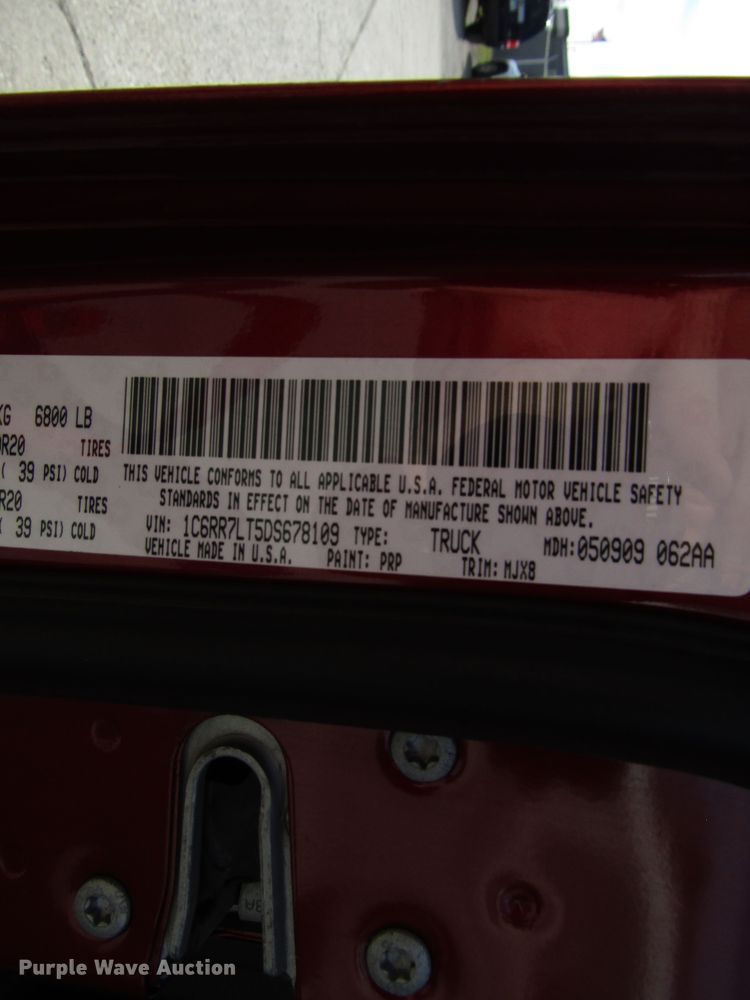 KG 6800 LB
R20 TIRES
( 39 PSI) COLD
R20 TIRES
( 39 PSI) COLD
THIS VEHICLE CONFORMS TO ALL APPLICABLE U.S.A. FEDERAL MOTOR VEHICLE SAFETY
STANDARDS IN EFFECT ON THE DATE OF MANUFACTURE SHOWN ABOVE.
VIN: 1C6RR7LT5DS678109 TYPE: TRUCK MDH:050909 062AA
VEHICLE MADE IN U.S.A. PAINT: PRP TRIM: MJX8
Purple Wave Auction